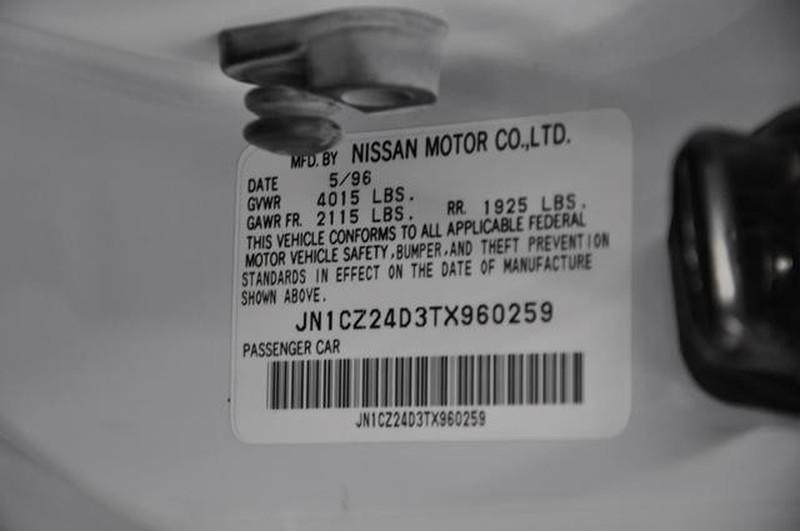 MFD. BY NISSAN MOTOR CO.,LTD.
DATE 5/96
GVWR 4015 LBS.
GAWR FR. 2115 LBS. RR. 1925 LBS.
THIS VEHICLE CONFORMS TO ALL APPLICABLE FEDERAL
MOTOR VEHICLE SAFETY,BUMPER,AND THEFT PREVENTION
STANDARDS IN EFFECT ON THE DATE OF MANUFACTURE
SHOWN ABOVE.
JN1CZ24D3TX960259
PASSENGER CAR
JN1CZ24D3TX960259